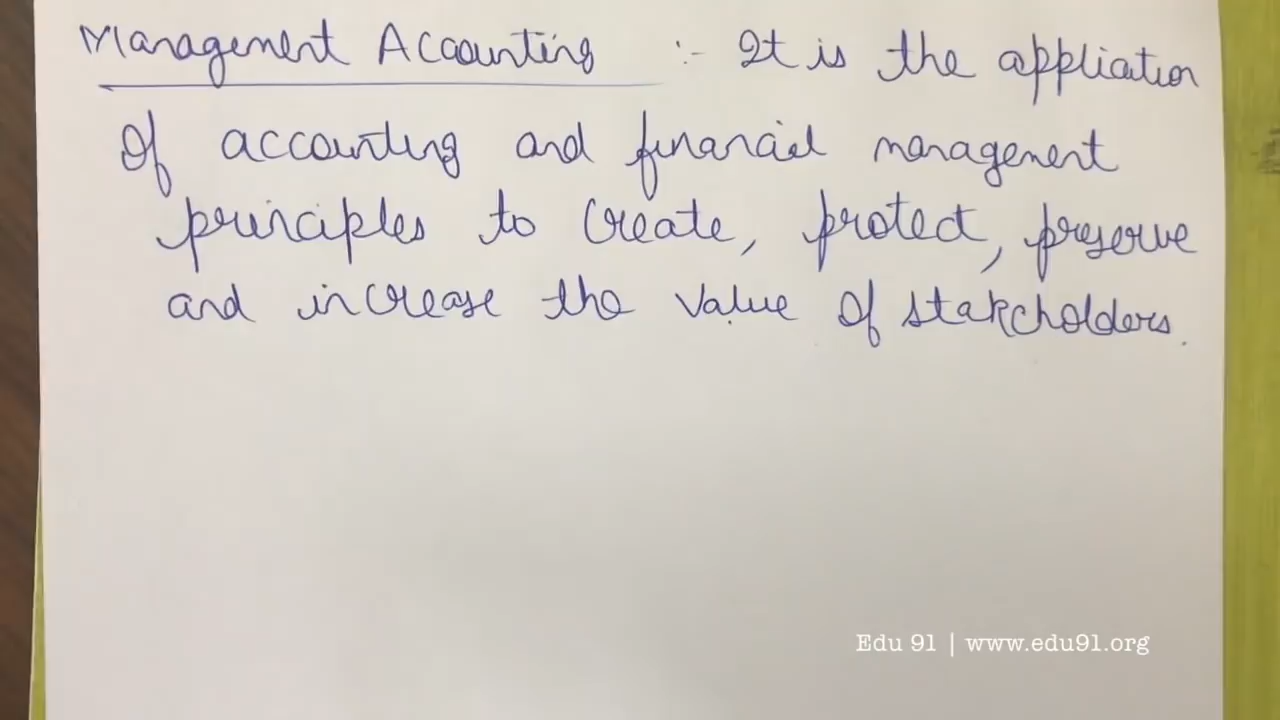 Management Accounting :- It is the application
Of accounting and financial management
principles to Create, protect, preserve
and increase the Value Of stakeholders.
Edu 91 | www.edu91.org